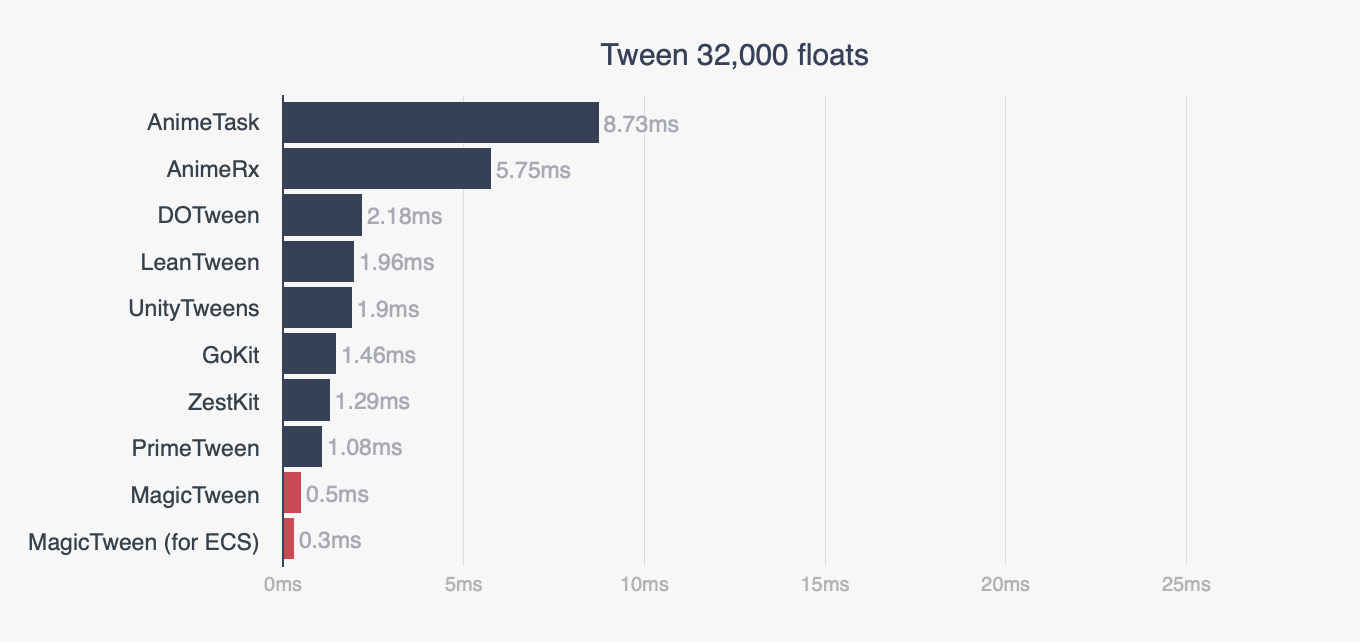 Tween 32,000 floats
AnimeTask 8.73ms
AnimeRx 5.75ms
DOTween 2.18ms
LeanTween 1.96ms
UnityTweens 1.9ms
GoKit 1.46ms
ZestKit 1.29ms
PrimeTween 1.08ms
MagicTween 0.5ms
MagicTween (for ECS) 0.3ms
0ms 5ms 10ms 15ms 20ms 25ms